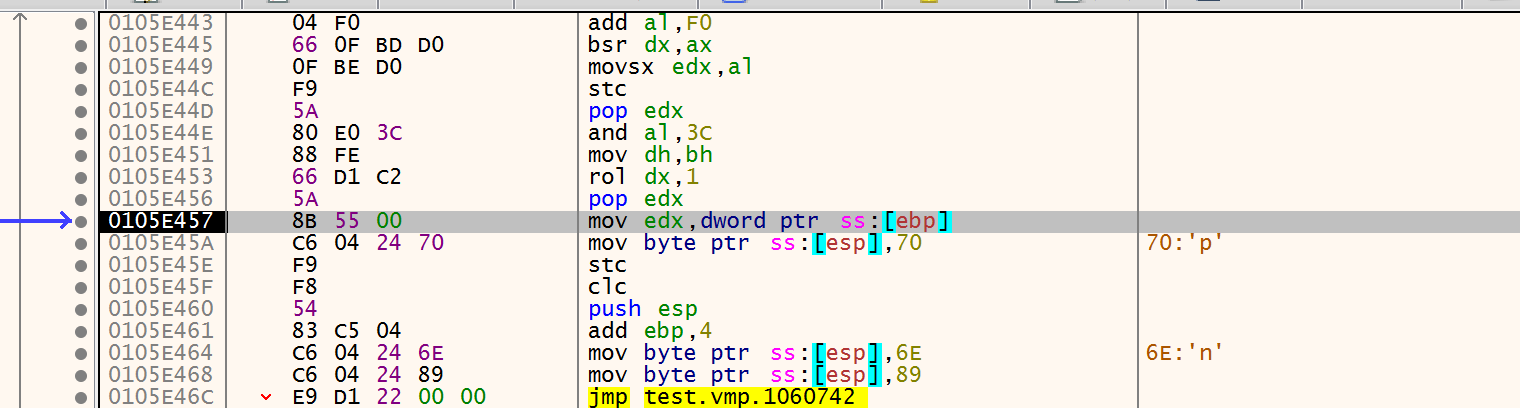 0105E443 04 F0 add al,F0
0105E445 66 0F BD D0 bsr dx,ax
0105E449 0F BE D0 movsx edx,al
0105E44C F9 stc
0105E44D 5A pop edx
0105E44E 80 E0 3C and al,3C
0105E451 88 FE mov dh,bh
0105E453 66 D1 C2 rol dx,1
0105E456 5A pop edx
0105E457 8B 55 00 mov edx,dword ptr ss:[ebp]
0105E45A C6 04 24 70 mov byte ptr ss:[esp],70 70:'p'
0105E45E F9 stc
0105E45F F8 clc
0105E460 54 push esp
0105E461 83 C5 04 add ebp,4
0105E464 C6 04 24 6E mov byte ptr ss:[esp],6E 6E:'n'
0105E468 C6 04 24 89 mov byte ptr ss:[esp],89
0105E46C E9 D1 22 00 00 jmp test.vmp.1060742